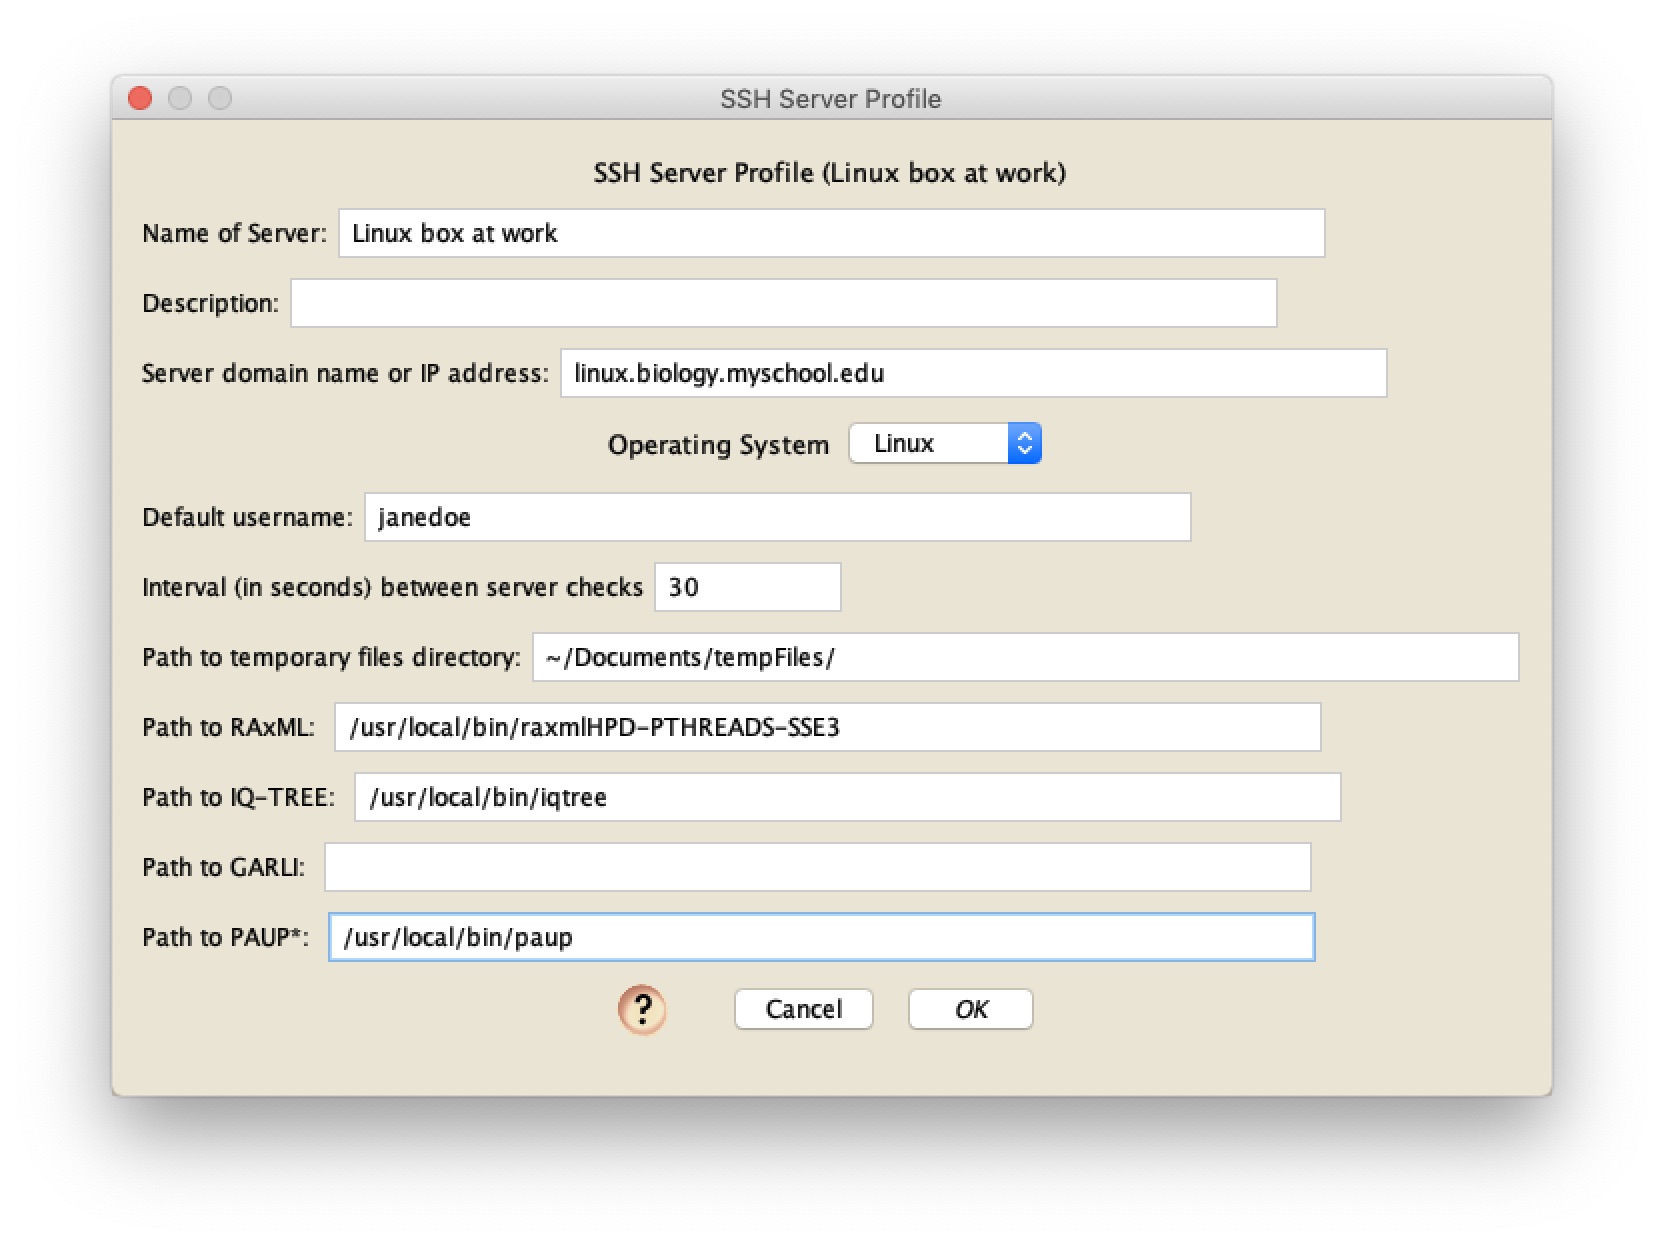 SSH Server Profile
SSH Server Profile (Linux box at work)
Name of Server: Linux box at work
Description:
Server domain name or IP address: linux.biology.myschool.edu
Operating System Linux
Default username: janedoe
Interval (in seconds) between server checks 30
Path to temporary files directory: ~/Documents/tempFiles/
Path to RAxML: /usr/local/bin/raxmlHPD-PTHREADS-SSE3
Path to IQ-TREE: /usr/local/bin/iqtree
Path to GARLI:
Path to PAUP*: /usr/local/bin/paup
? Cancel OK